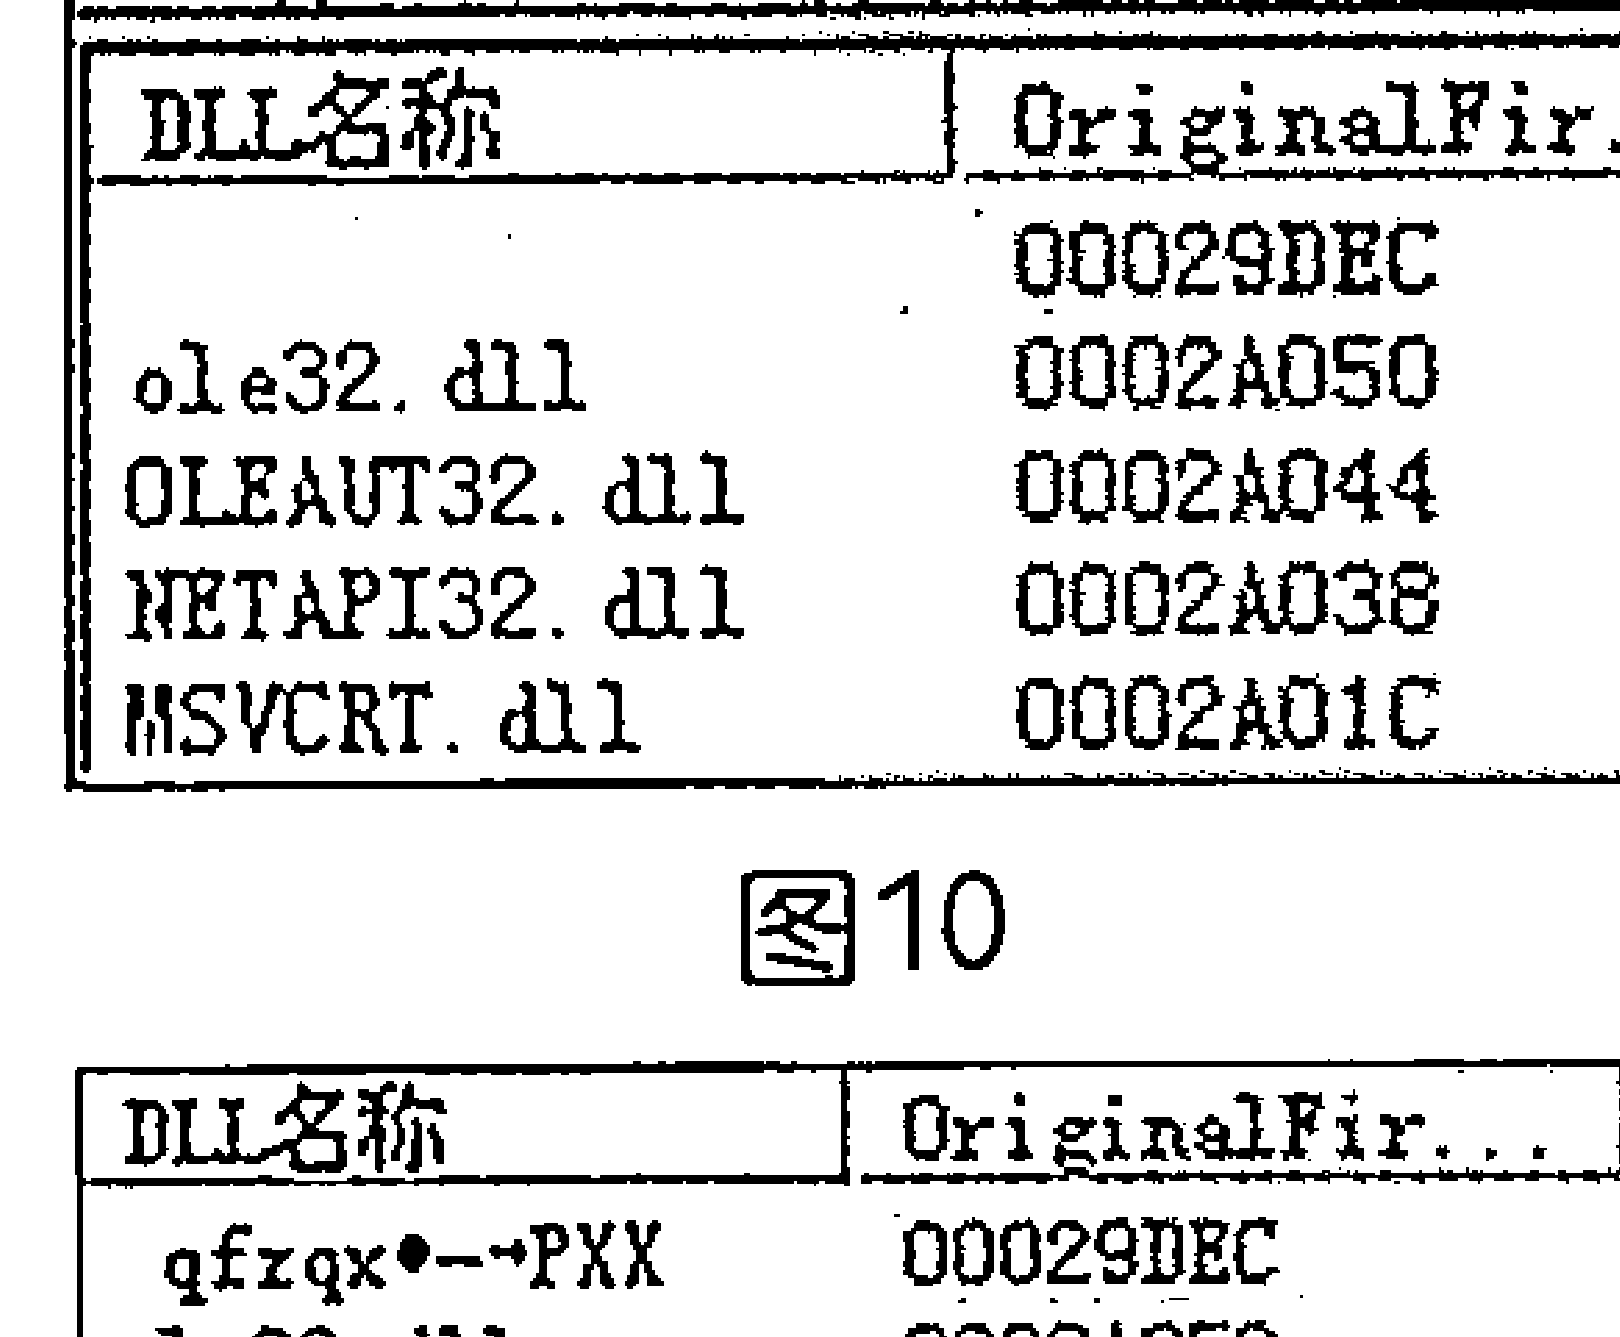 DLL名称 OriginalFir.
00029DEC
ole32.dll 0002A050
OLEAUT32.dll 0002A044
NETAPI32.dll 0002A038
MSVCRT.dll 0002A01C
图10
DLL名称 OriginalFir...
qfzqx●-→PXX 00029DEC